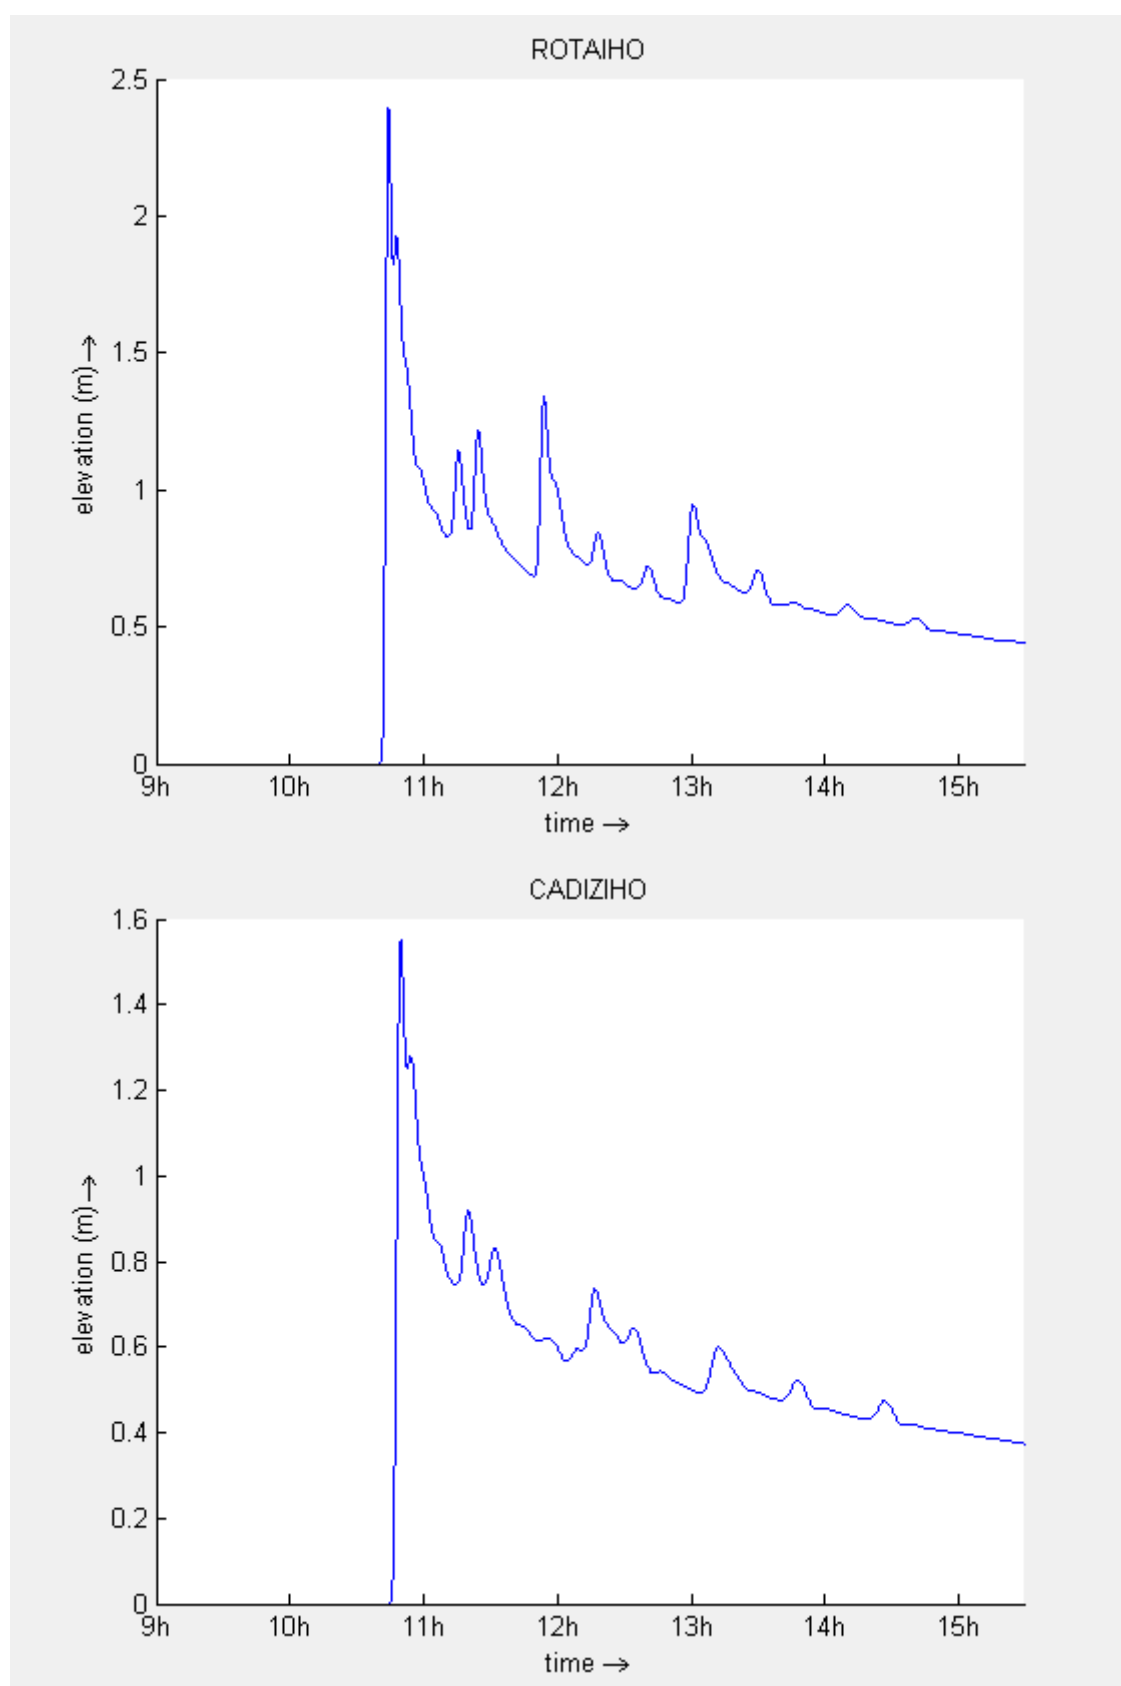 ROTAIHO
2.5
2
1.5
1
0.5
0
elevation (m) →
9h 10h 11h 12h 13h 14h 15h
time →
CADIZIHO
1.6
1.4
1.2
1
0.8
0.6
0.4
0.2
0
elevation (m) →
9h 10h 11h 12h 13h 14h 15h
time →